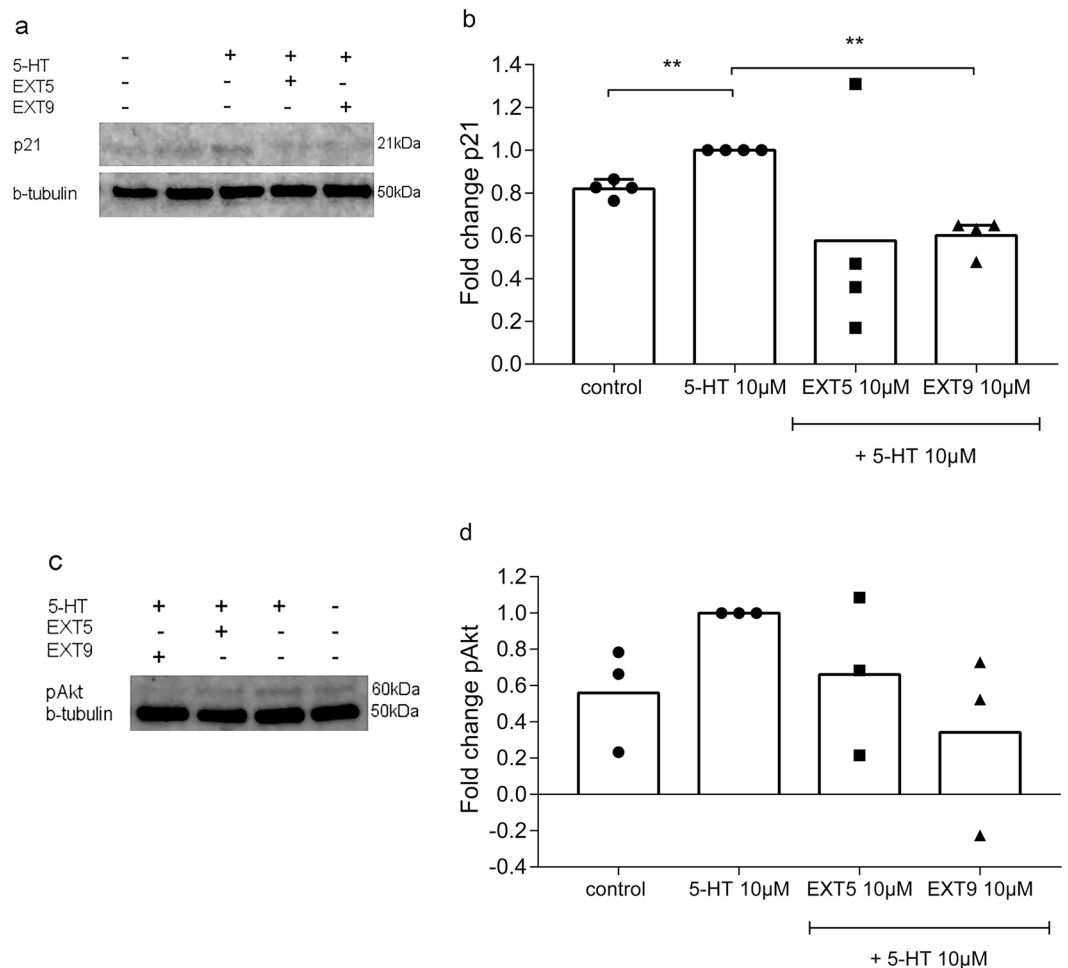 a
5-HT - + + +
EXT5 - - + -
EXT9 - - - +
p21 21kDa
b-tubulin 50kDa
b
** **
Fold change p21
1.4
1.2
1.0
0.8
0.6
0.4
0.2
0.0
control 5-HT 10µM EXT5 10µM EXT9 10µM
+ 5-HT 10µM
c
5-HT + + + -
EXT5 - + - -
EXT9 + - - -
pAkt 60kDa
b-tubulin 50kDa
d
Fold change pAkt
1.2
1.0
0.8
0.6
0.4
0.2
0.0
-0.2
-0.4
control 5-HT 10µM EXT5 10µM EXT9 10µM
+ 5-HT 10µM